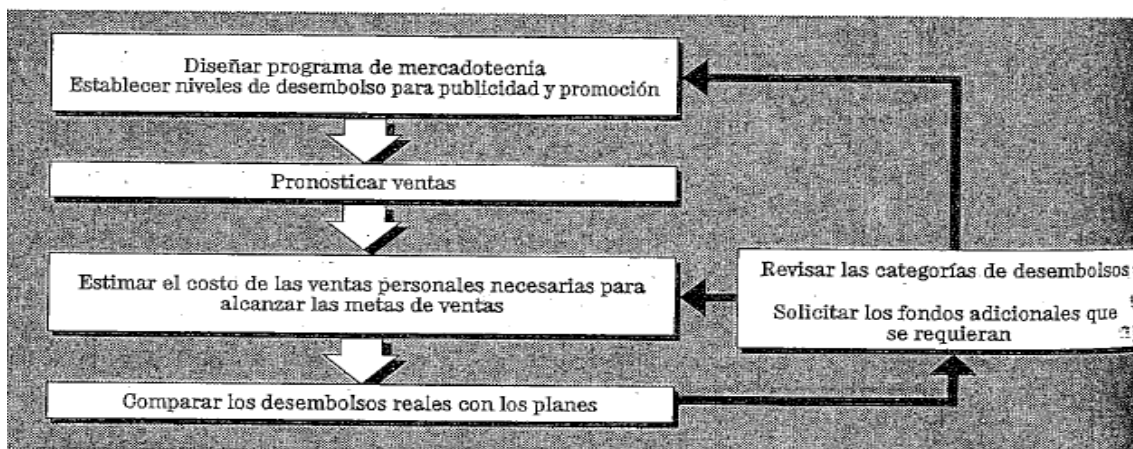 Diseñar programa de mercadotecnia
Establecer niveles de desembolso para publicidad y promoción
Pronosticar ventas
Estimar el costo de las ventas personales necesarias para
alcanzar las metas de ventas
Revisar las categorías de desembolsos
Solicitar los fondos adicionales que
se requieran
Comparar los desembolsos reales con los planes